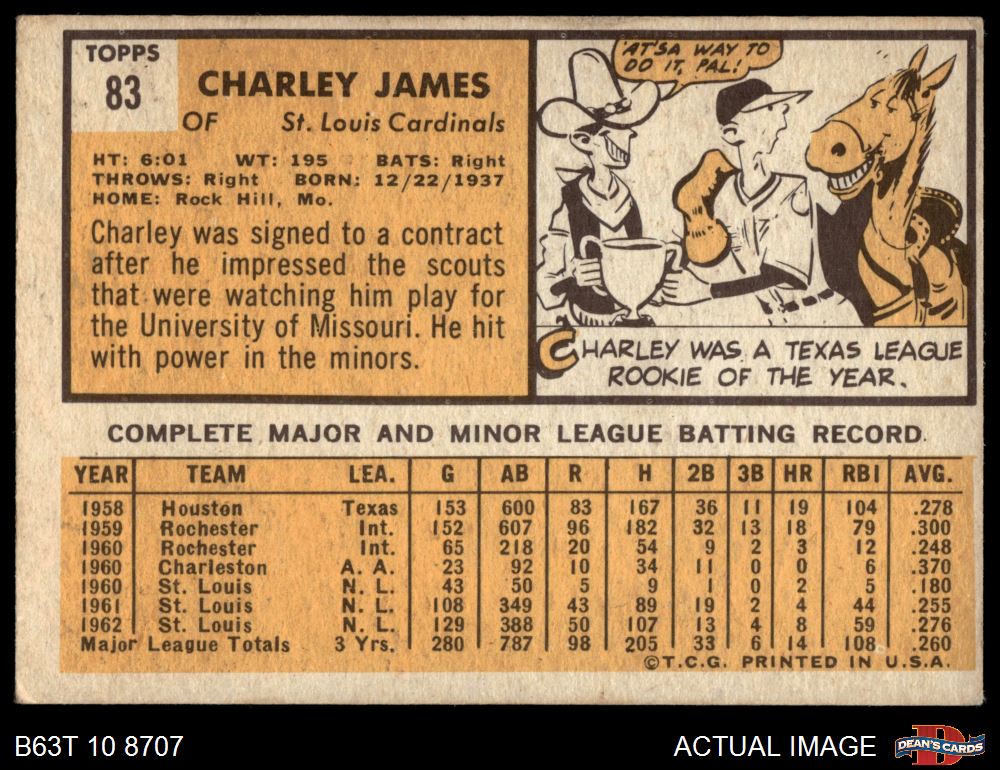 TOPPS
83
CHARLEY JAMES
OF St. Louis Cardinals
HT: 6:01 WT: 195 BATS: Right
THROWS: Right BORN: 12/22/1937
HOME: Rock Hill, Mo.
Charley was signed to a contract
after he impressed the scouts
that were watching him play for
the University of Missouri. He hit
with power in the minors.
'AT'SA WAY TO
DO IT, PAL!
CHARLEY WAS A TEXAS LEAGUE
ROOKIE OF THE YEAR.
COMPLETE MAJOR AND MINOR LEAGUE BATTING RECORD.
YEAR TEAM LEA. G AB R H 2B 3B HR RBI AVG.
1958 Houston Texas 153 600 83 167 36 11 19 104 .278
1959 Rochester Int. 152 607 96 182 32 13 18 79 .300
1960 Rochester Int. 65 218 20 54 9 2 3 12 .248
1960 Charleston A. A. 23 92 10 34 11 0 0 6 .370
1960 St. Louis N. L. 43 50 5 9 1 0 2 5 .180
1961 St. Louis N. L. 108 349 43 89 19 2 4 44 .255
1962 St. Louis N. L. 129 388 50 107 13 4 8 59 .276
Major League Totals 3 Yrs. 280 787 98 205 33 6 14 108 .260
©T.C.G. PRINTED IN U.S.A.
B63T 10 8707
ACTUAL IMAGE
D
DEAN'S CARDS